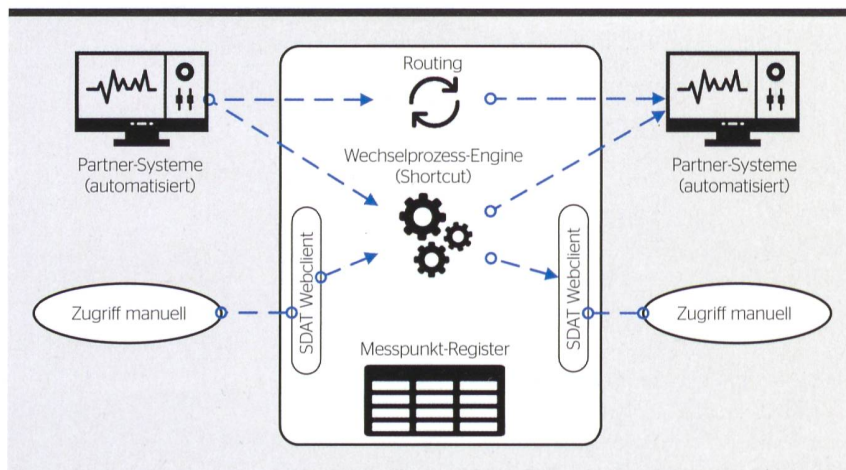 Routing
Partner-Systeme
(automatisiert)
Wechselprozess-Engine
(Shortcut)
Partner-Systeme
(automatisiert)
SDAT Webclient
SDAT Webclient
Zugriff manuell
Zugriff manuell
Messpunkt-Register